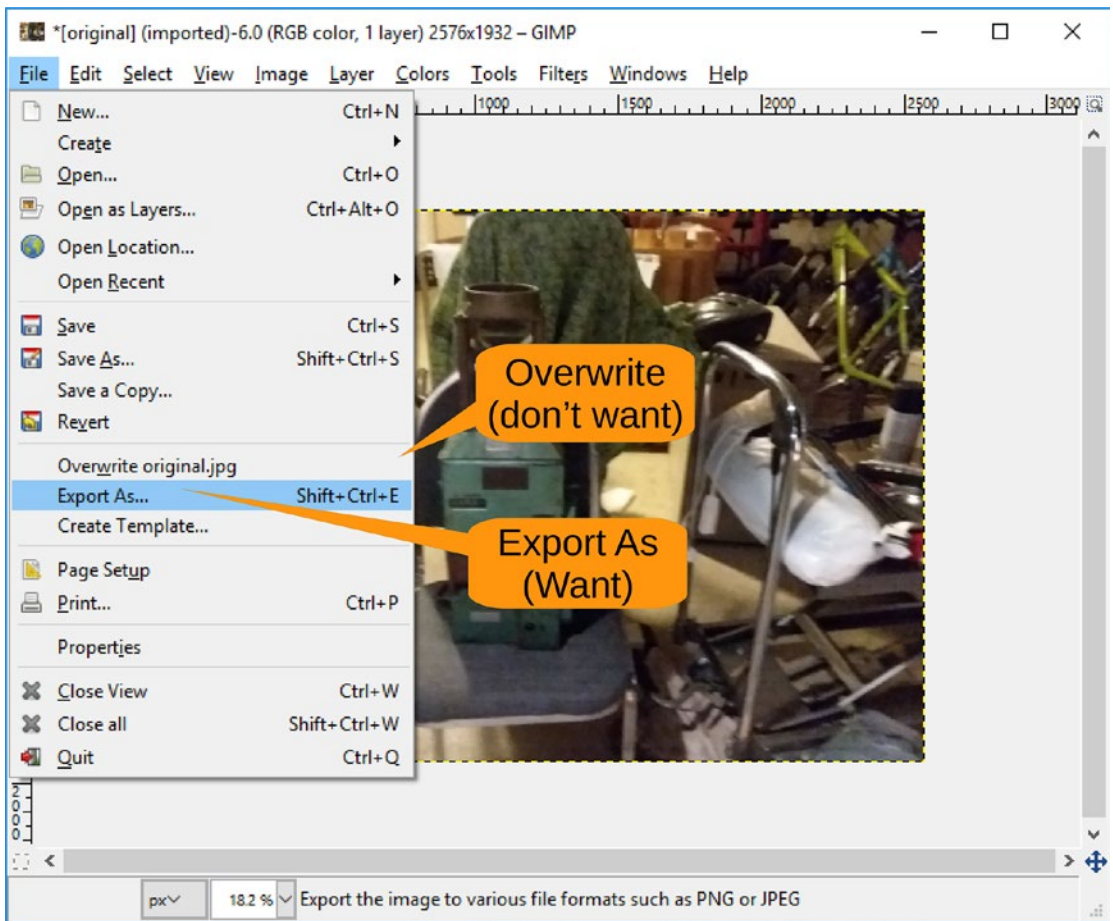 *[original] (imported)-6.0 (RGB color, 1 layer) 2576x1932 – GIMP
File Edit Select View Image Layer Colors Tools Filters Windows Help
1000 1500 2000 2500 3000
New... Ctrl+N
Create
Open... Ctrl+O
Open as Layers... Ctrl+Alt+O
Open Location...
Open Recent
Save Ctrl+S
Save As... Shift+Ctrl+S
Save a Copy...
Revert
Overwrite original.jpg
Export As... Shift+Ctrl+E
Create Template...
Page Setup
Print... Ctrl+P
Properties
Close View Ctrl+W
Close all Shift+Ctrl+W
Quit Ctrl+Q
Overwrite
(don't want)
Export As
(Want)
2000
px 18.2 % Export the image to various file formats such as PNG or JPEG